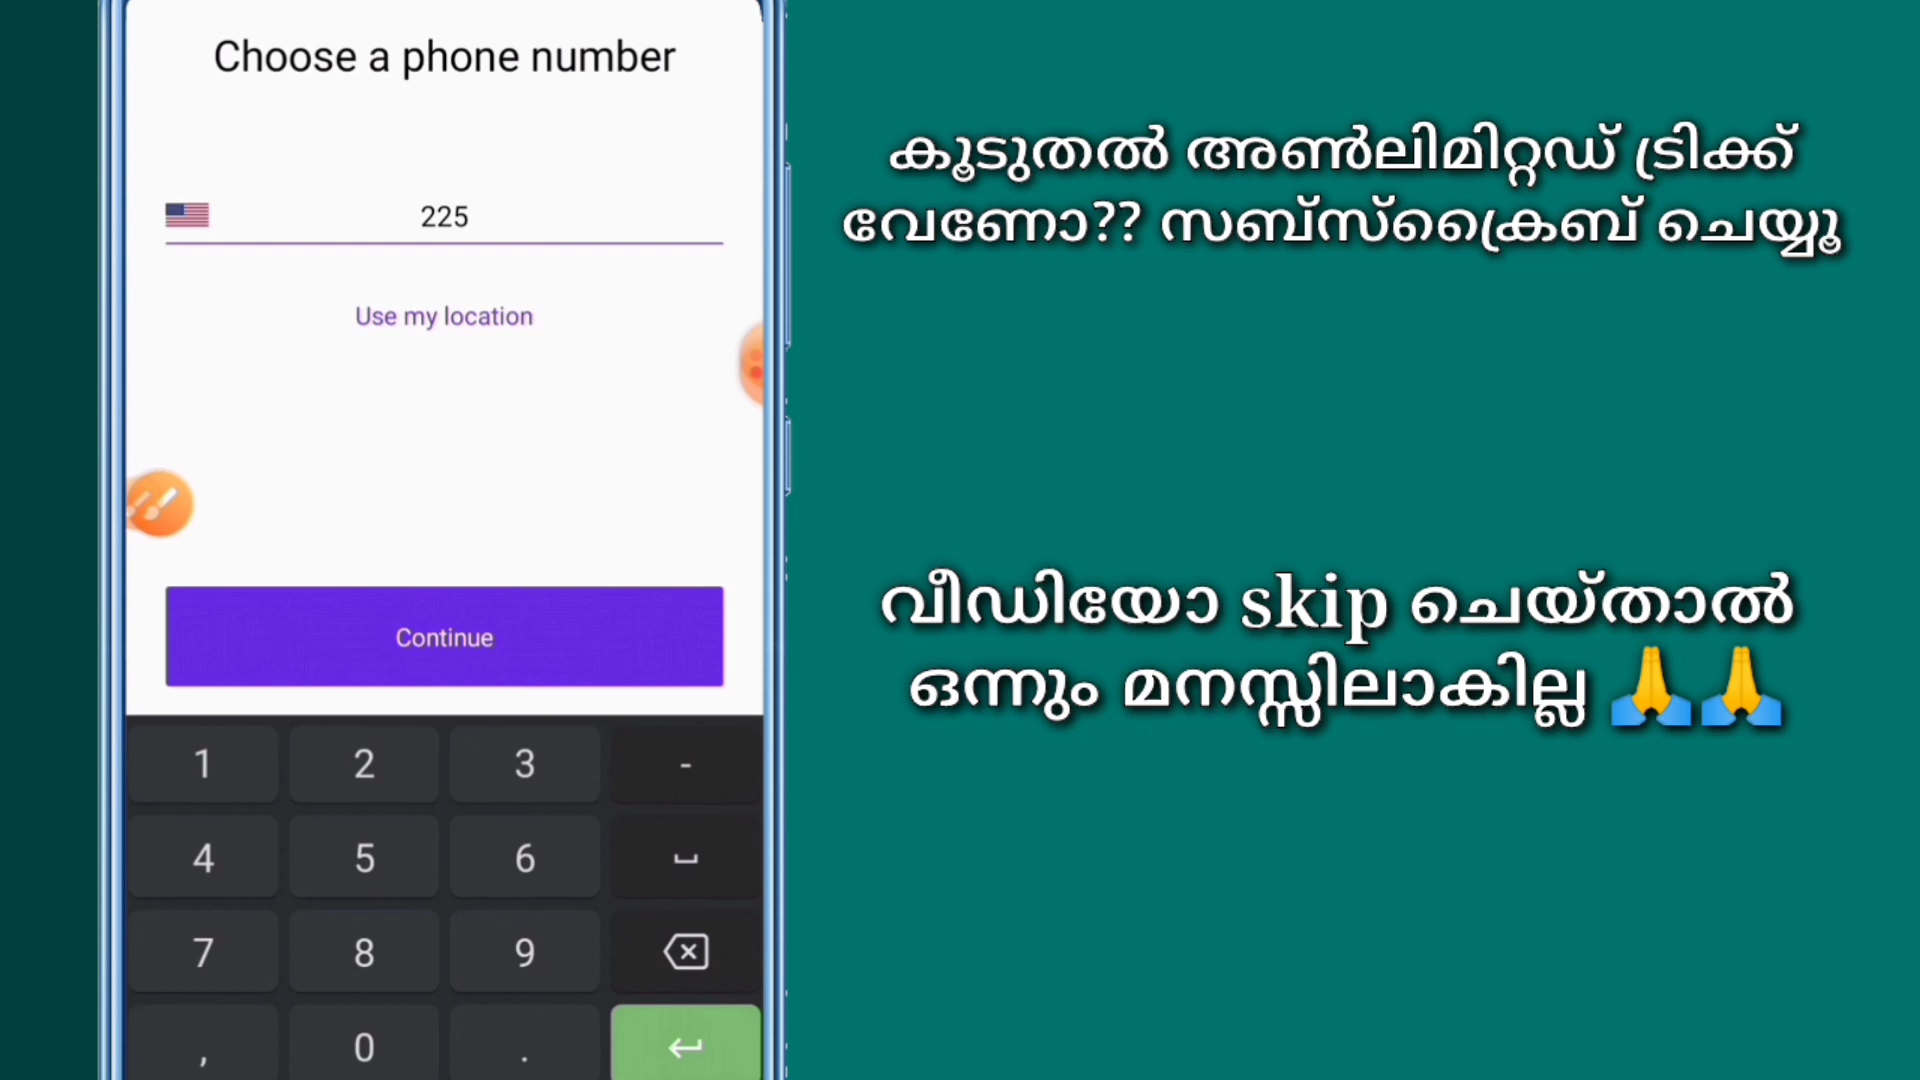 Choose a phone number
225
Use my location
Continue
1 2 3 -
4 5 6
7 8 9
, 0 .
കൂടുതൽ അൺലിമിറ്റഡ് ട്രിക്ക്
വേണോ?? സബ്സ്ക്രൈബ് ചെയ്യൂ
വീഡിയോ skip ചെയ്താൽ
ഒന്നും മനസ്സിലാകില്ല 🙏🙏